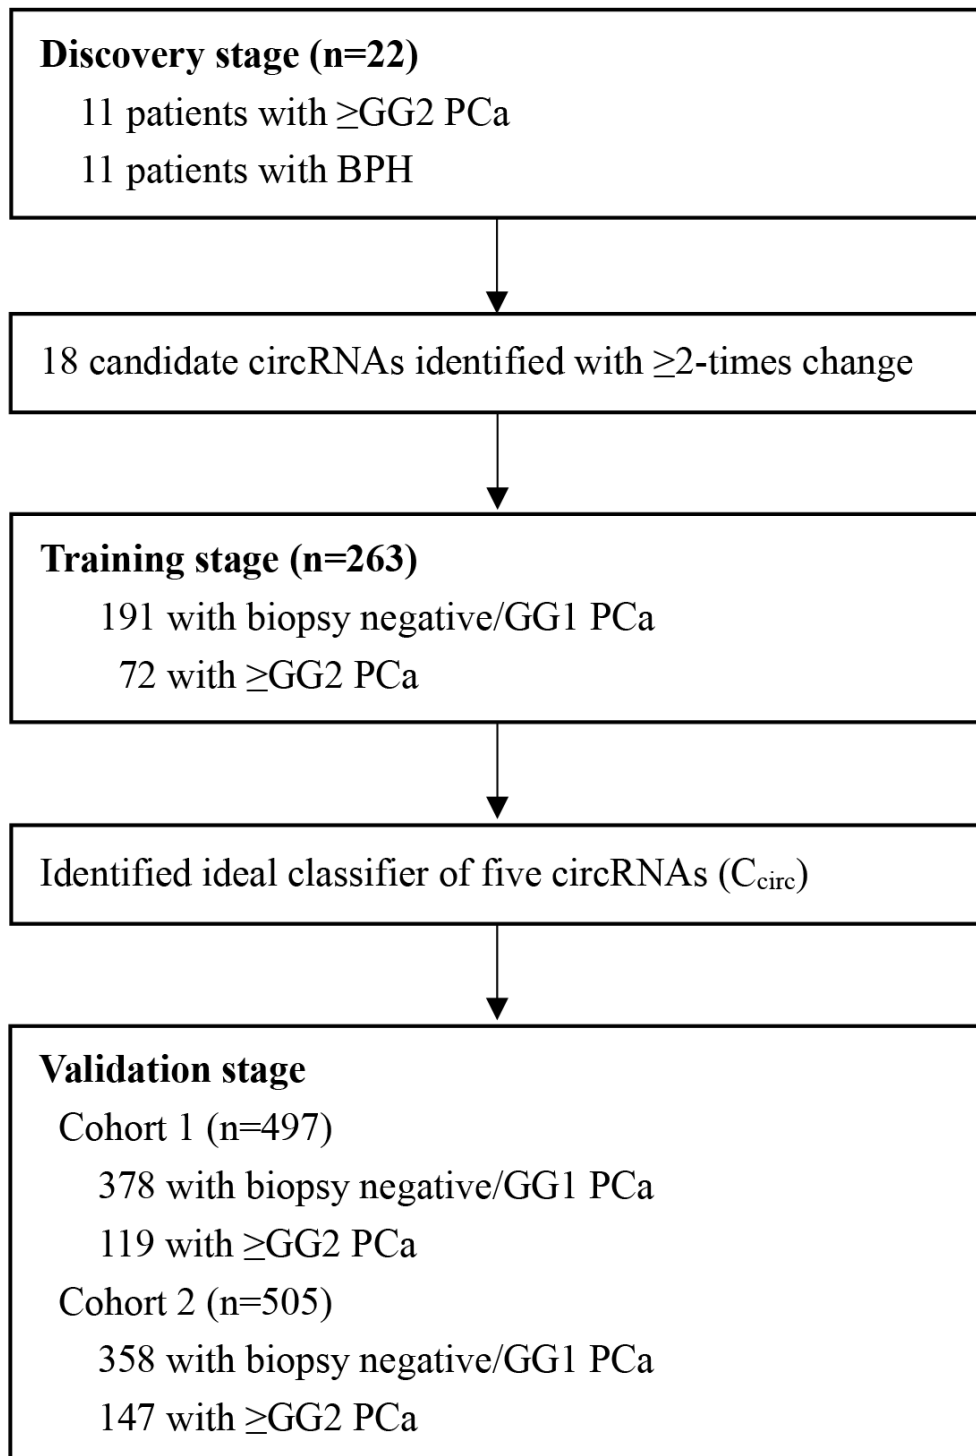 Discovery stage (n=22)
11 patients with ≥GG2 PCa
11 patients with BPH
18 candidate circRNAs identified with ≥2-times change
Training stage (n=263)
191 with biopsy negative/GG1 PCa
72 with ≥GG2 PCa
Identified ideal classifier of five circRNAs (Ccirc)
Validation stage
Cohort 1 (n=497)
378 with biopsy negative/GG1 PCa
119 with ≥GG2 PCa
Cohort 2 (n=505)
358 with biopsy negative/GG1 PCa
147 with ≥GG2 PCa